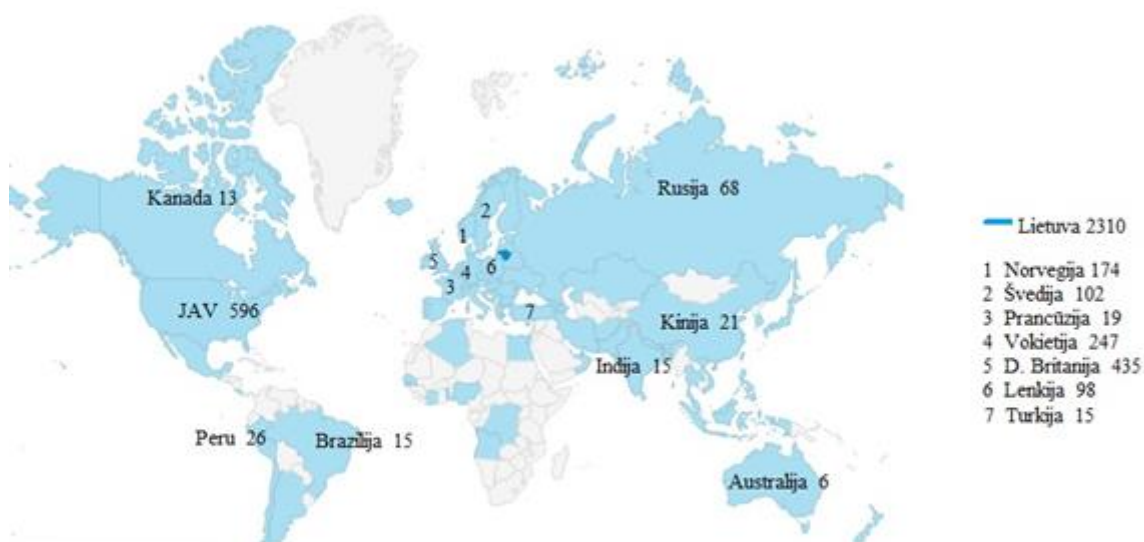 Kanada 13
JAV 596
Peru 26
Brazīlija 15
1
2
3
4
5
6
7
Rusija 68
Kinija 21
Indija 15
Australija 6
Lietuva 2310
1 Norvegija 174
2 Švedija 102
3 Prancūzija 19
4 Vokietija 247
5 D. Britanija 435
6 Lenkija 98
7 Turkija 15